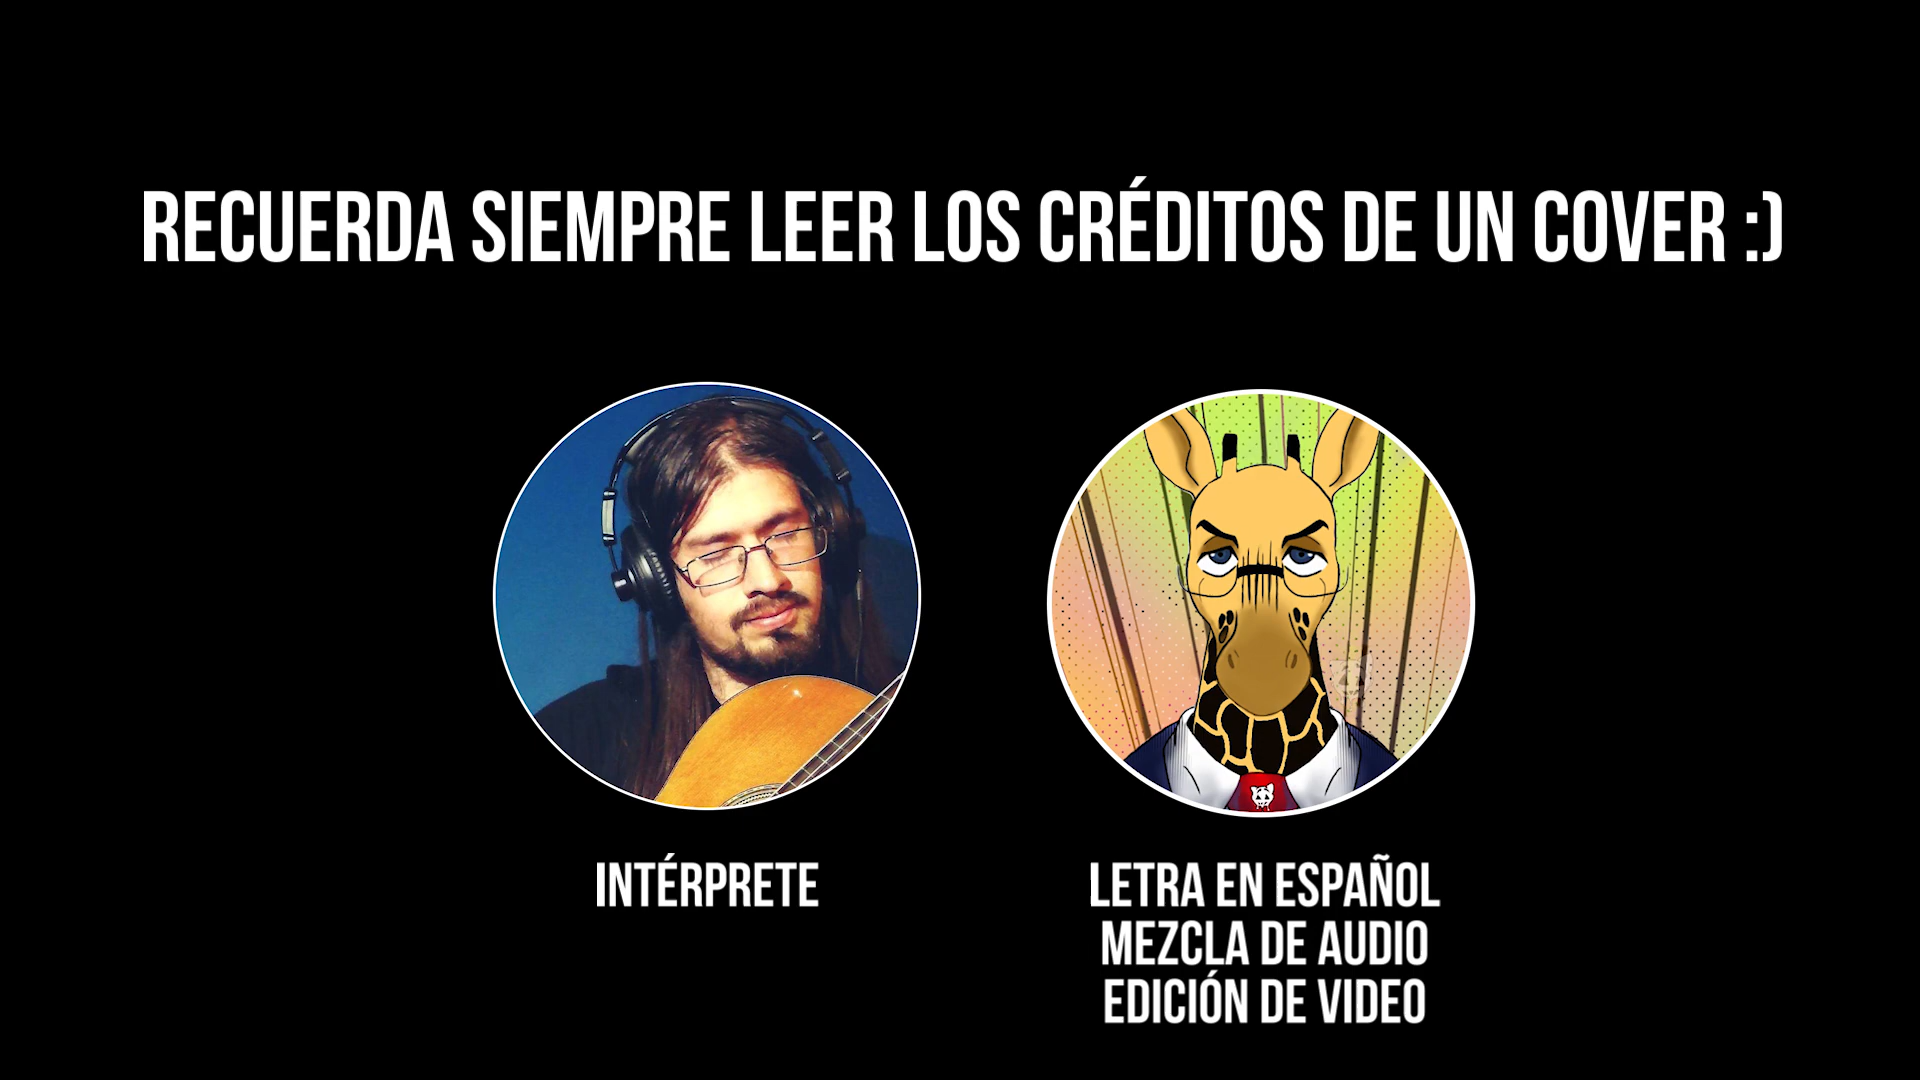 RECUERDA SIEMPRE LEER LOS CRÉDITOS DE UN COVER :)
INTÉRPRETE
LETRA EN ESPAÑOL
MEZCLA DE AUDIO
EDICIÓN DE VIDEO